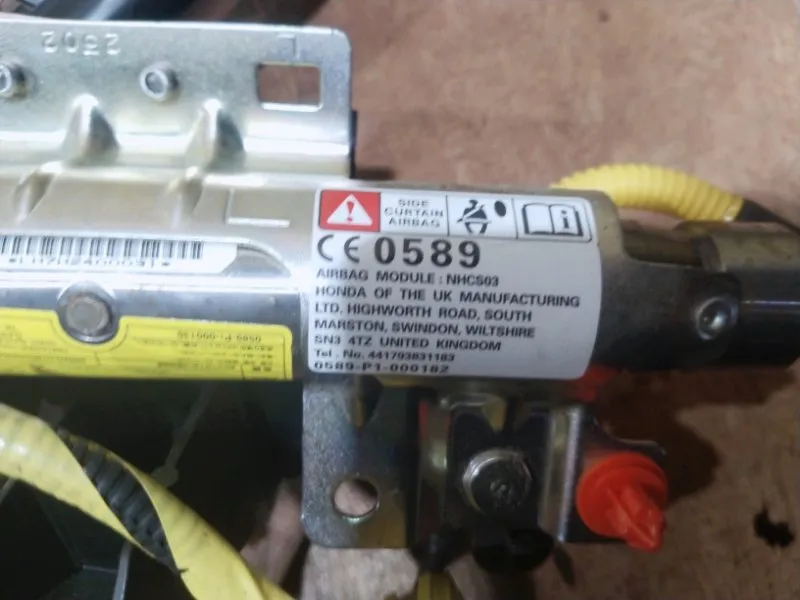 2502
SIDE
CURTAIN
AIRBAG
CE 0589
AIRBAG MODULE : NHCS03
HONDA OF THE UK MANUFACTURING
LTD. HIGHWORTH ROAD, SOUTH
MARSTON, SWINDON, WILTSHIRE
SN3 4TZ UNITED KINGDOM
Tel . No. 441793831183
0589-P1-000182